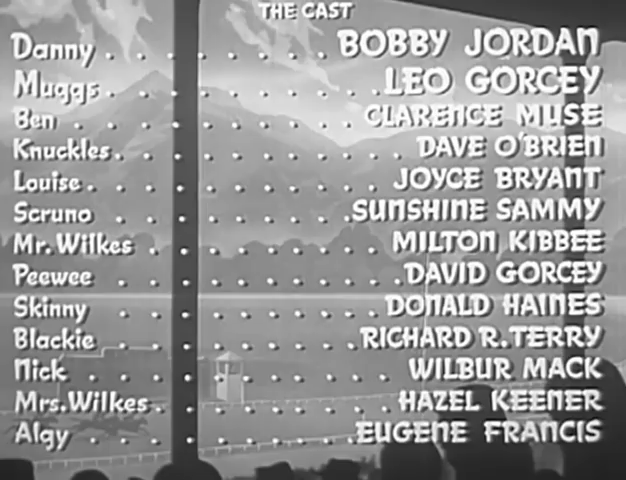 THE CAST
Danny . . . . . . . . BOBBY JORDAN
Muggs . . . . . . . . . LEO GORCEY
Ben . . . . . . . . . CLARENCE MUSE
Knuckles . . . . . . . . . . DAVE O'BRIEN
Louise . . . . . . . . . . JOYCE BRYANT
Scruno . . . . . . . . . SUNSHINE SAMMY
Mr. Wilkes . . . . . . . . MILTON KIBBEE
Peewee . . . . . . . . . . DAVID GORCEY
Skinny . . . . . . . . . DONALD HAINES
Blackie . . . . . . . . . RICHARD R. TERRY
Nick . . . . . . . . . . . WILBUR MACK
Mrs. Wilkes . . . . . . . . HAZEL KEENER
Algy . . . . . . . . . . EUGENE FRANCIS